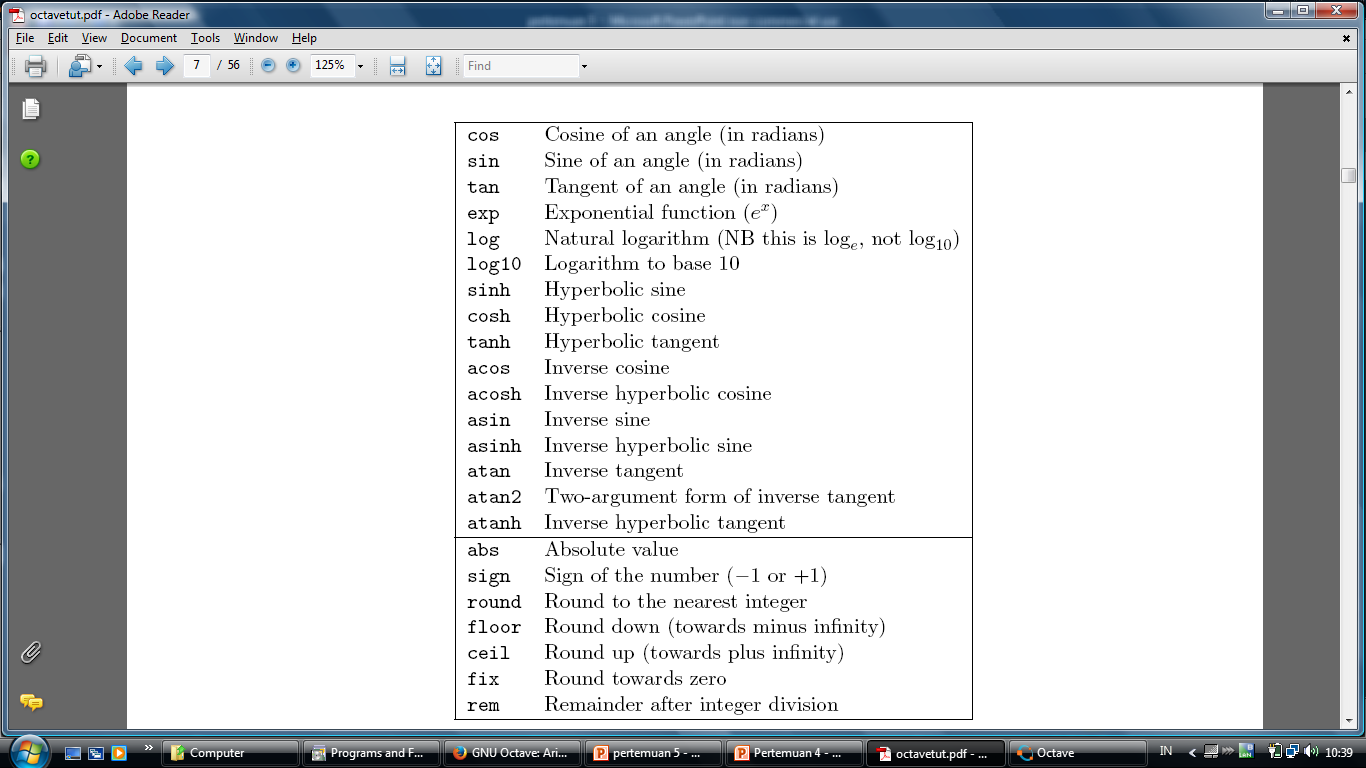 octavetut.pdf - Adobe Reader
File Edit View Document Tools Window Help
7 / 56 125% Find
cos Cosine of an angle (in radians)
sin Sine of an angle (in radians)
tan Tangent of an angle (in radians)
exp Exponential function (e^x)
log Natural logarithm (NB this is log_e, not log_10)
log10 Logarithm to base 10
sinh Hyperbolic sine
cosh Hyperbolic cosine
tanh Hyperbolic tangent
acos Inverse cosine
acosh Inverse hyperbolic cosine
asin Inverse sine
asinh Inverse hyperbolic sine
atan Inverse tangent
atan2 Two-argument form of inverse tangent
atanh Inverse hyperbolic tangent
abs Absolute value
sign Sign of the number (−1 or +1)
round Round to the nearest integer
floor Round down (towards minus infinity)
ceil Round up (towards plus infinity)
fix Round towards zero
rem Remainder after integer division
Computer Programs and F... GNU Octave: Ari... pertemuan 5 - ... Pertemuan 4 - ... octavetut.pdf - ... Octave IN 10:39